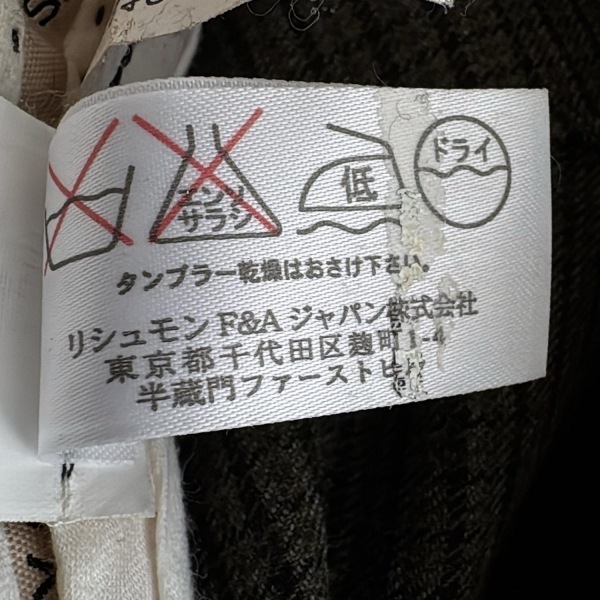 エンソ
サラシ
低
ドライ
タンブラー乾燥はおさけ下さい。
リシュモン F&A ジャパン株式会社
東京都千代田区麹町1-4
半蔵門ファーストビル